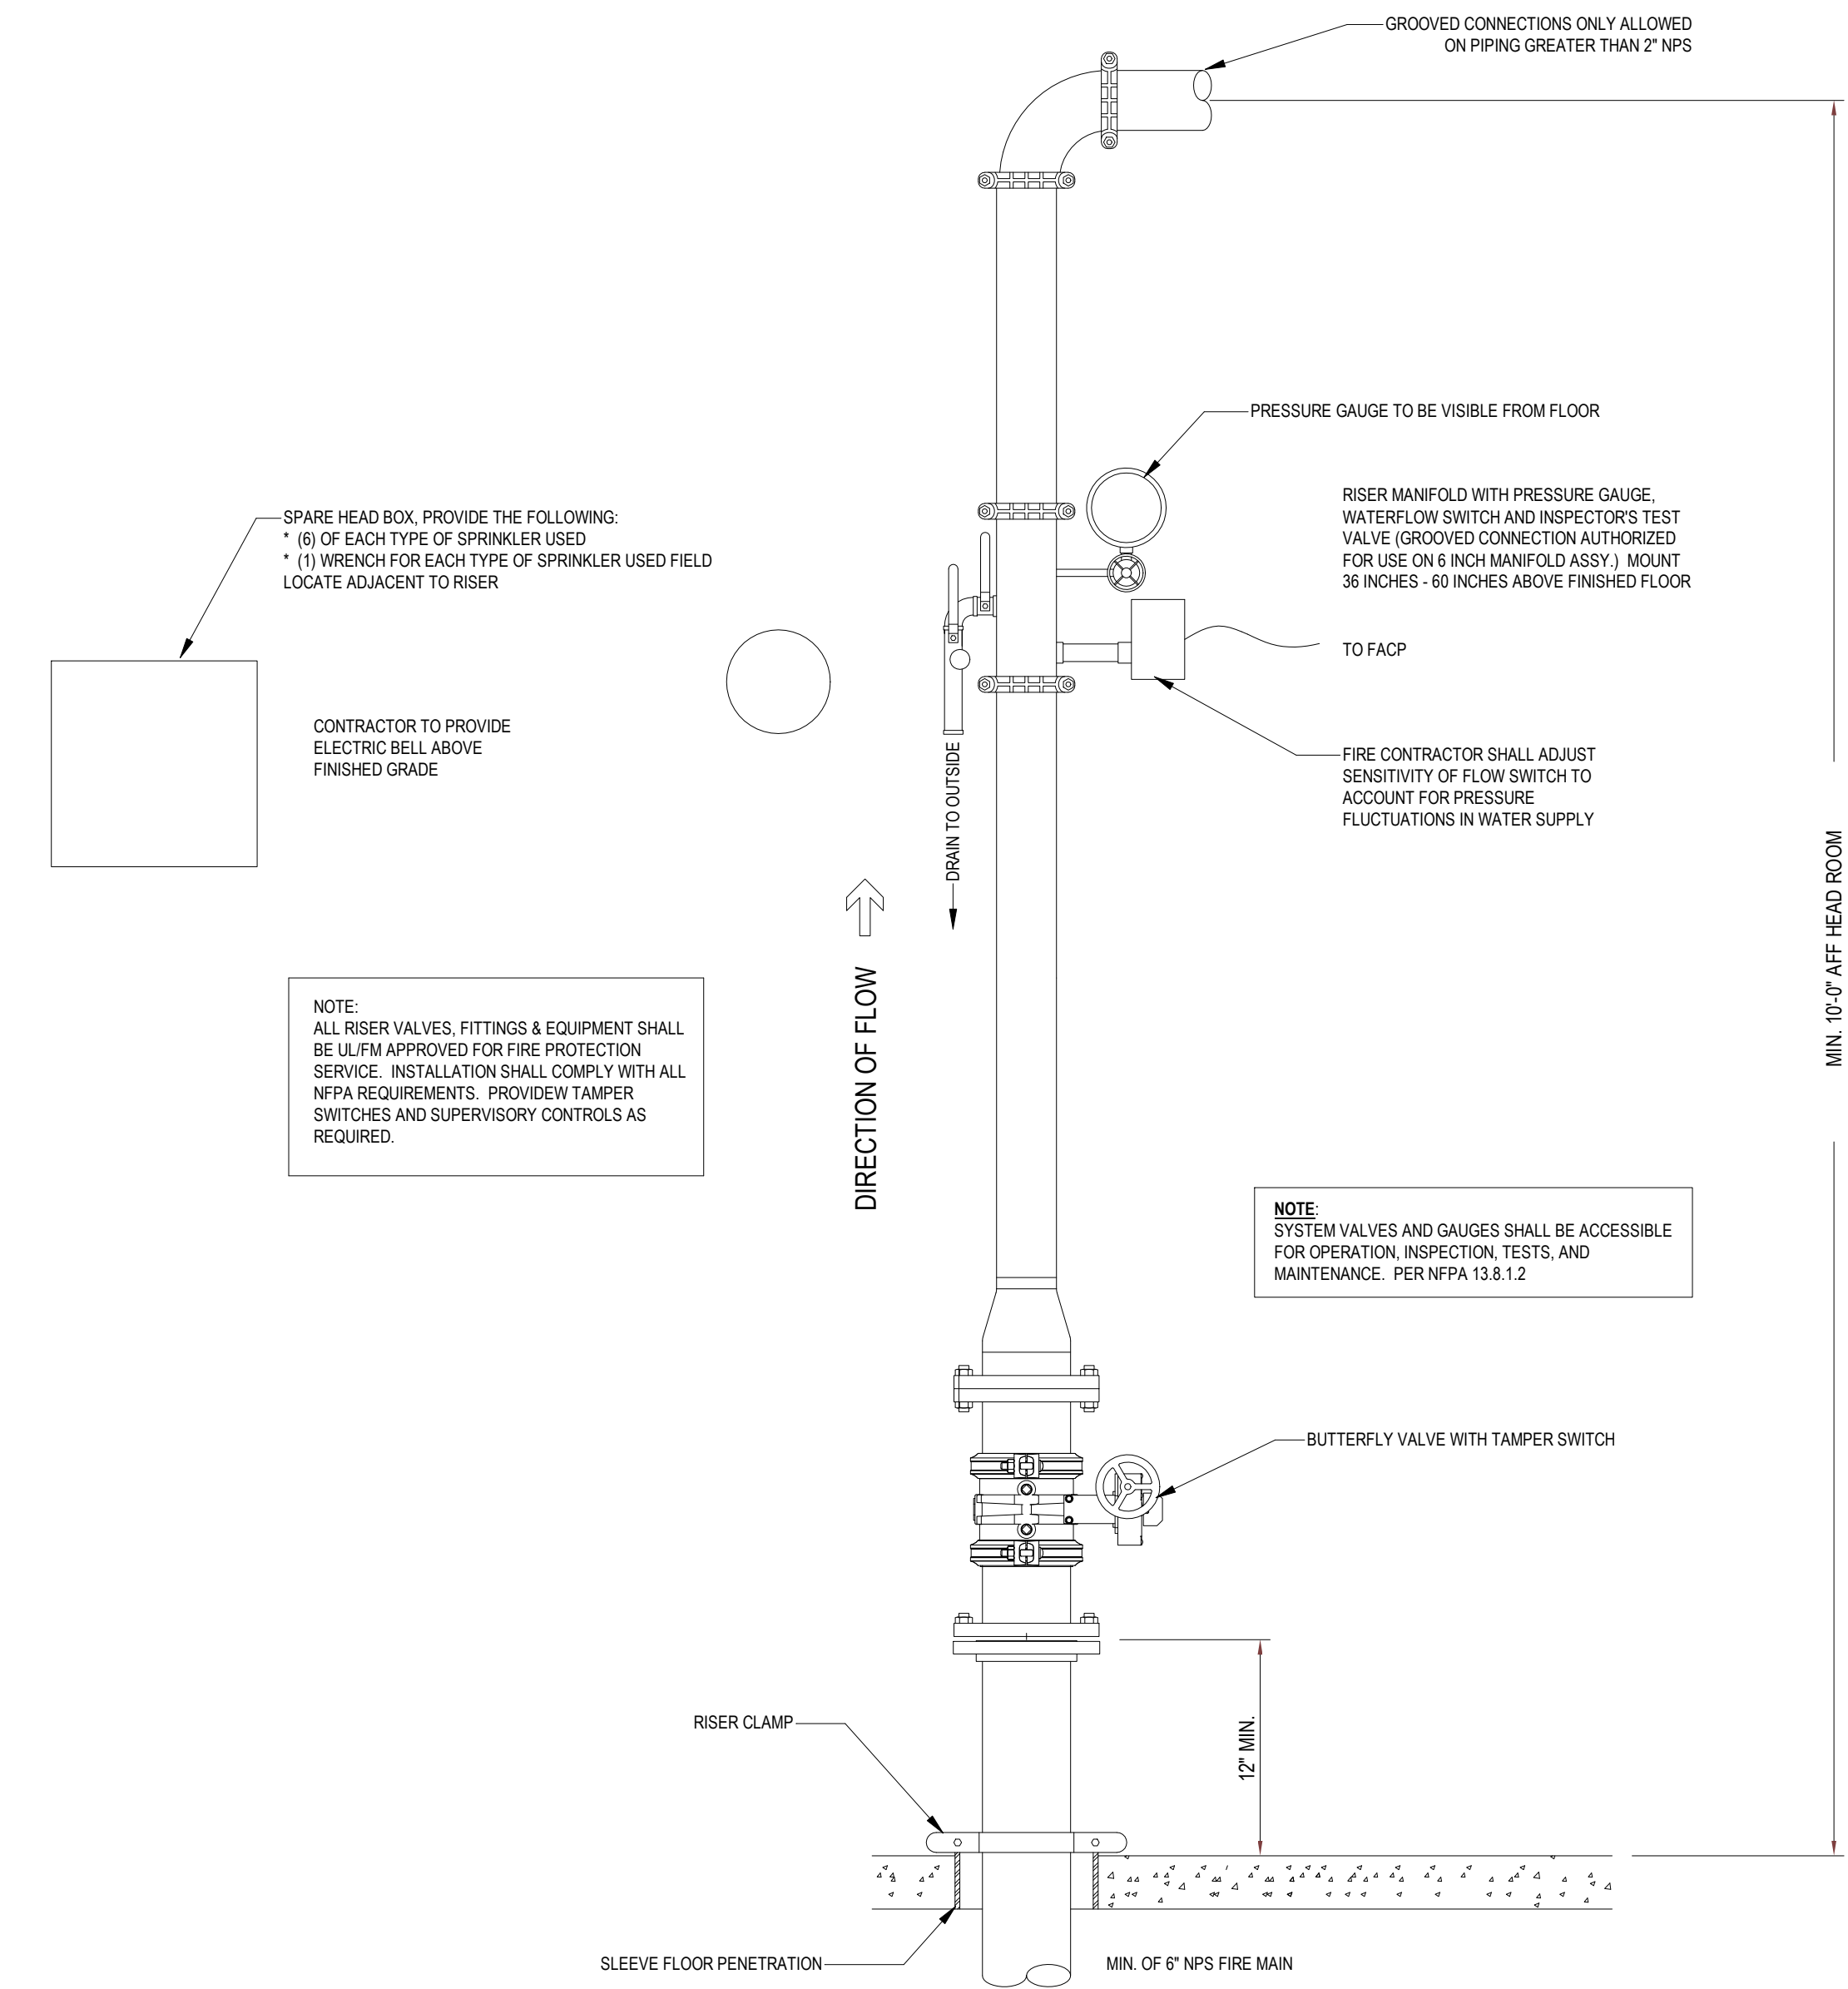 GROOVED CONNECTIONS ONLY ALLOWED
ON PIPING GREATER THAN 2" NPS
PRESSURE GAUGE TO BE VISIBLE FROM FLOOR
RISER MANIFOLD WITH PRESSURE GAUGE,
WATERFLOW SWITCH AND INSPECTOR'S TEST
VALVE (GROOVED CONNECTION AUTHORIZED
FOR USE ON 6 INCH MANIFOLD ASSY.) MOUNT
36 INCHES - 60 INCHES ABOVE FINISHED FLOOR
SPARE HEAD BOX, PROVIDE THE FOLLOWING:
* (6) OF EACH TYPE OF SPRINKLER USED
* (1) WRENCH FOR EACH TYPE OF SPRINKLER USED FIELD
LOCATE ADJACENT TO RISER
TO FACP
CONTRACTOR TO PROVIDE
ELECTRIC BELL ABOVE
FINISHED GRADE
FIRE CONTRACTOR SHALL ADJUST
SENSITIVITY OF FLOW SWITCH TO
ACCOUNT FOR PRESSURE
FLUCTUATIONS IN WATER SUPPLY
DRAIN TO OUTSIDE
MIN. 10'-0" AFF HEAD ROOM
DIRECTION OF FLOW
NOTE:
ALL RISER VALVES, FITTINGS & EQUIPMENT SHALL
BE UL/FM APPROVED FOR FIRE PROTECTION
SERVICE. INSTALLATION SHALL COMPLY WITH ALL
NFPA REQUIREMENTS. PROVIDEW TAMPER
SWITCHES AND SUPERVISORY CONTROLS AS
REQUIRED.
NOTE:
SYSTEM VALVES AND GAUGES SHALL BE ACCESSIBLE
FOR OPERATION, INSPECTION, TESTS, AND
MAINTENANCE. PER NFPA 13.8.1.2
BUTTERFLY VALVE WITH TAMPER SWITCH
RISER CLAMP
12" MIN.
SLEEVE FLOOR PENETRATION
MIN. OF 6" NPS FIRE MAIN